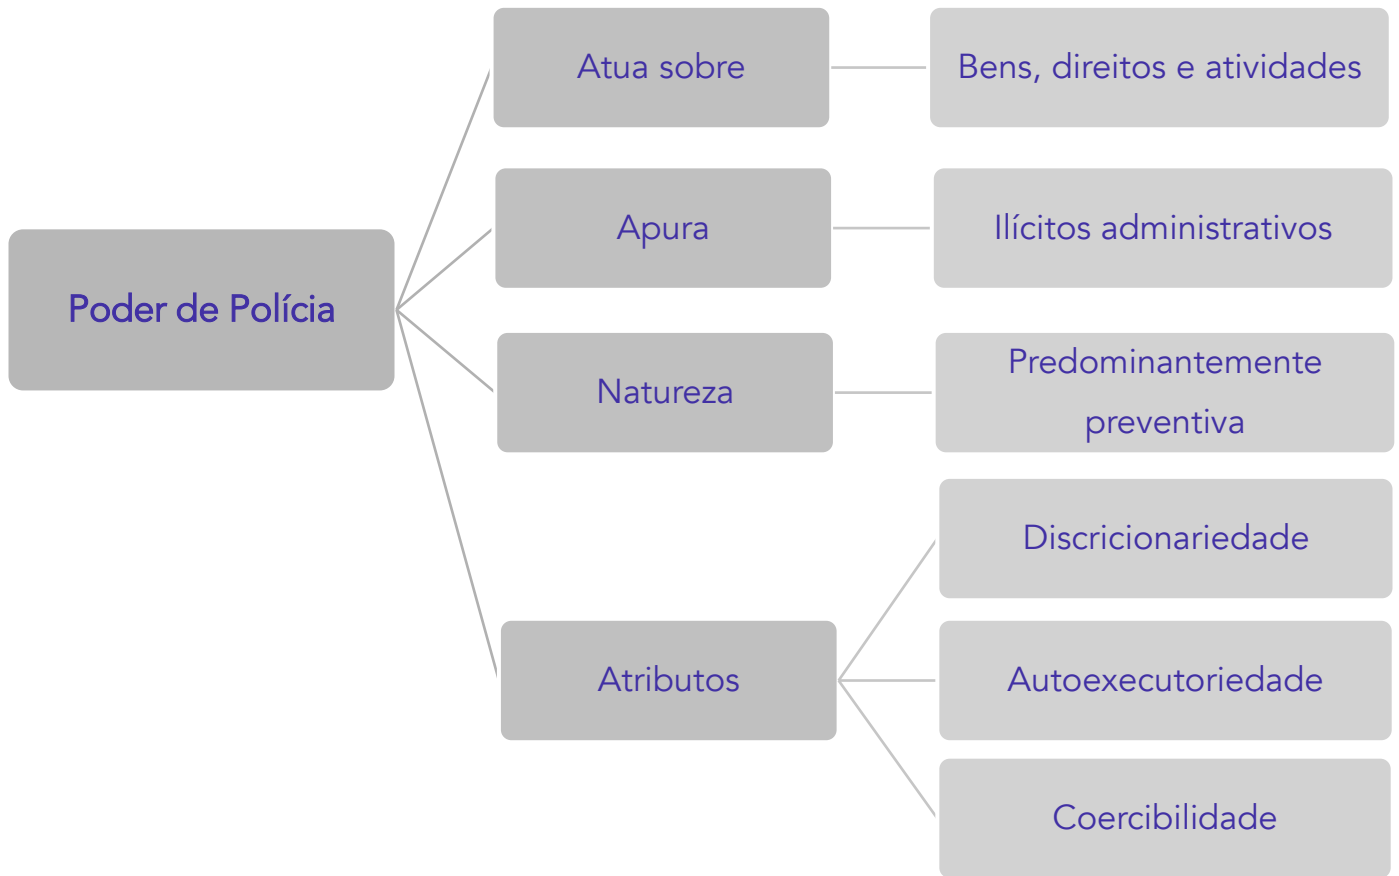 Poder de Polícia
Atua sobre
Bens, direitos e atividades
Apura
Ilícitos administrativos
Natureza
Predominantemente
preventiva
Atributos
Discricionariedade
Autoexecutoriedade
Coercibilidade